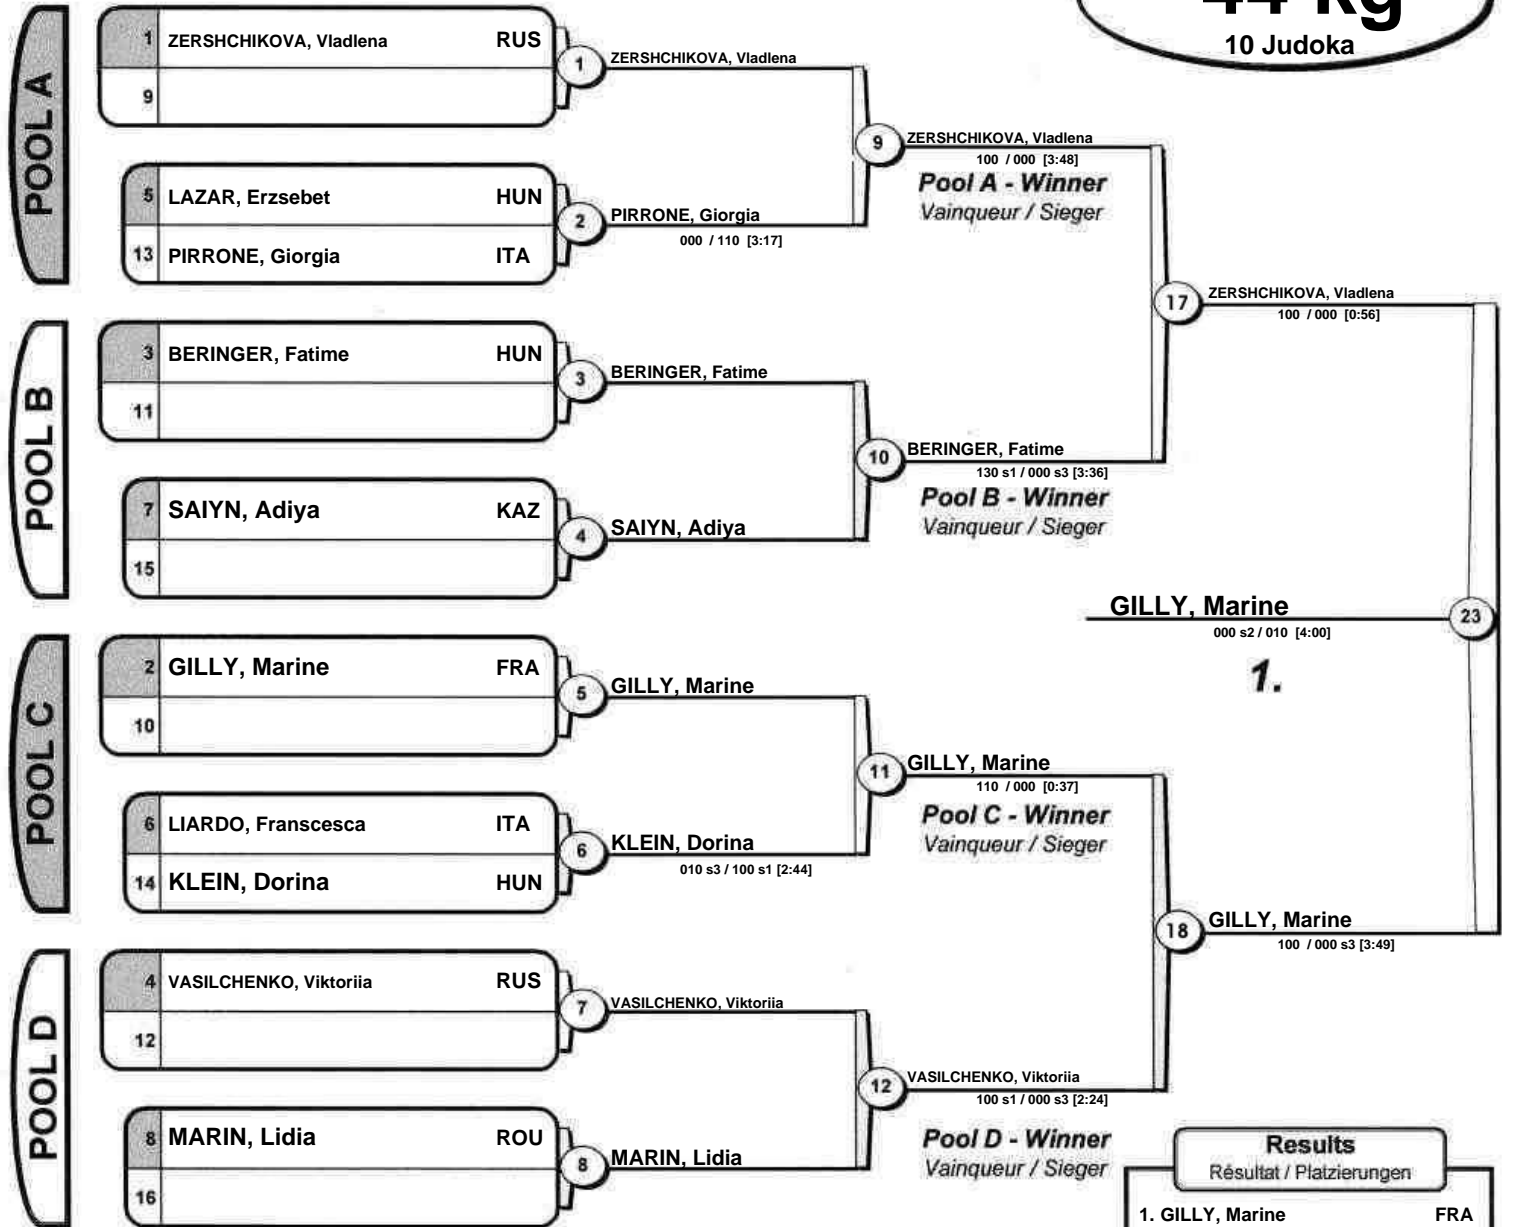 44 kg
10 Judoka
POOL A
1 ZERSHCHIKOVA, Vladlena RUS
9
5 LAZAR, Erzsebet HUN
13 PIRRONE, Giorgia ITA
1 ZERSHCHIKOVA, Vladlena
2 PIRRONE, Giorgia
000 / 110 [3:17]
9 ZERSHCHIKOVA, Vladlena
100 / 000 [3:48]
Pool A - Winner
Vainqueur / Sieger
POOL B
3 BERINGER, Fatime HUN
11
7 SAIYN, Adiya KAZ
15
3 BERINGER, Fatime
4 SAIYN, Adiya
10 BERINGER, Fatime
130 s1 / 000 s3 [3:36]
Pool B - Winner
Vainqueur / Sieger
17 ZERSHCHIKOVA, Vladlena
100 / 000 [0:56]
GILLY, Marine 23
000 s2 / 010 [4:00]
1.
POOL C
2 GILLY, Marine FRA
10
6 LIARDO, Franscesca ITA
14 KLEIN, Dorina HUN
5 GILLY, Marine
6 KLEIN, Dorina
010 s3 / 100 s1 [2:44]
11 GILLY, Marine
110 / 000 [0:37]
Pool C - Winner
Vainqueur / Sieger
18 GILLY, Marine
100 / 000 s3 [3:49]
POOL D
4 VASILCHENKO, Viktoriia RUS
12
8 MARIN, Lidia ROU
16
7 VASILCHENKO, Viktoriia
8 MARIN, Lidia
12 VASILCHENKO, Viktoriia
100 s1 / 000 s3 [2:24]
Pool D - Winner
Vainqueur / Sieger
Results
Résultat / Platzierungen
1. GILLY, Marine FRA